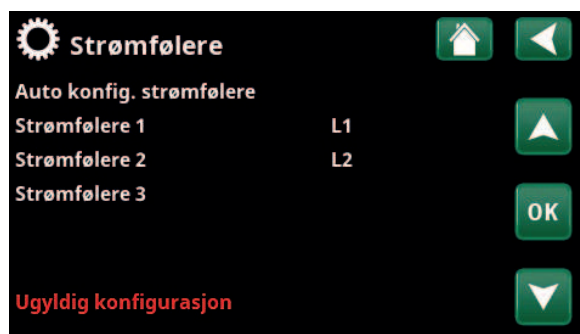 Strømfølere
Auto konfig. strømfølere
Strømfølere 1 L1
Strømfølere 2 L2
Strømfølere 3
OK
Ugyldig konfigurasjon